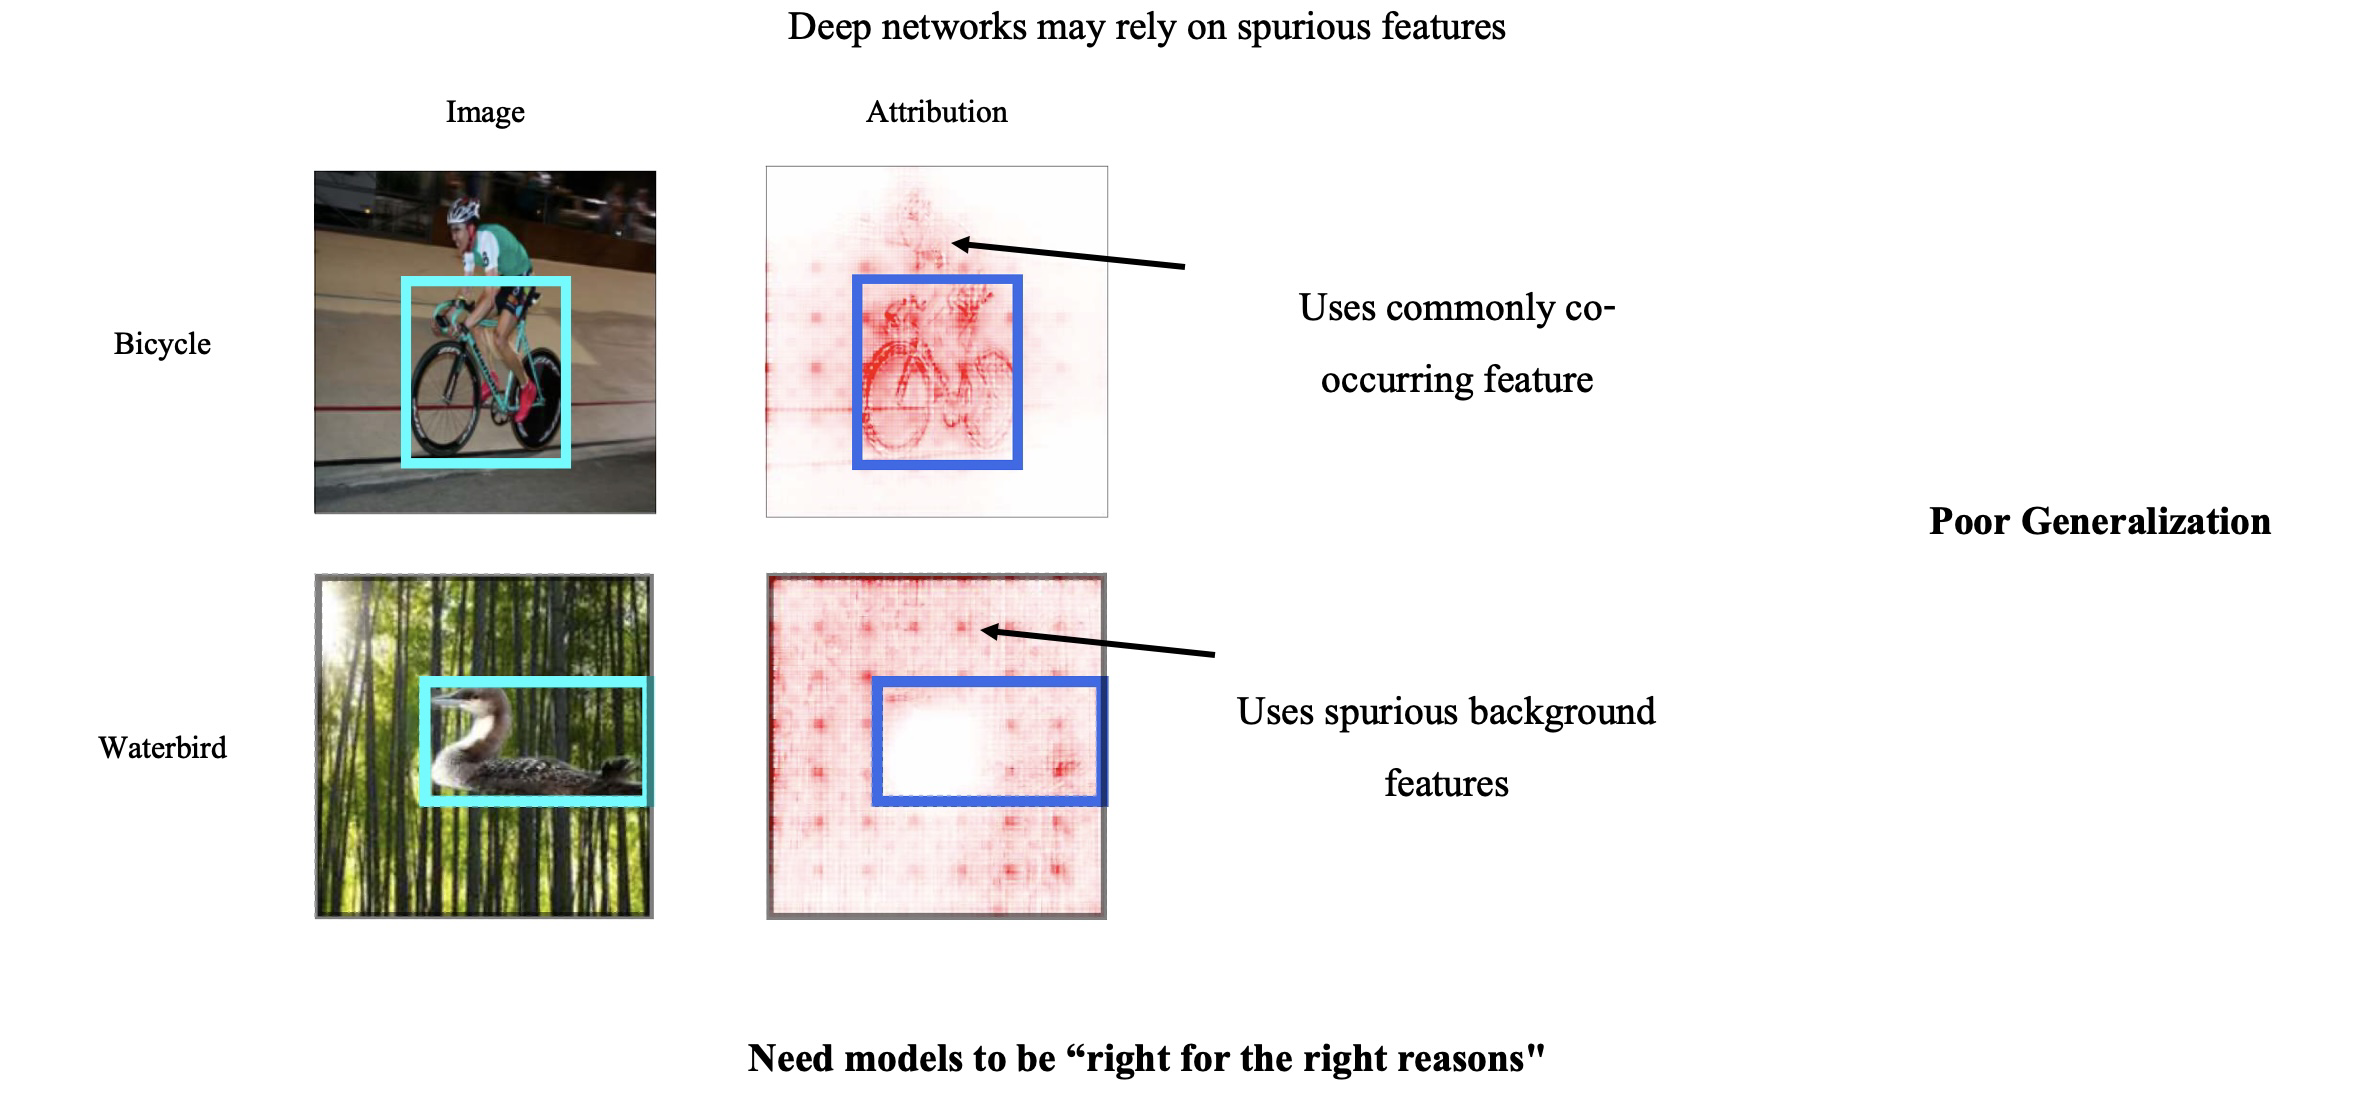 Deep networks may rely on spurious features
Image
Attribution
Bicycle
Uses commonly co-
occurring feature
Poor Generalization
Waterbird
Uses spurious background
features
Need models to be “right for the right reasons"